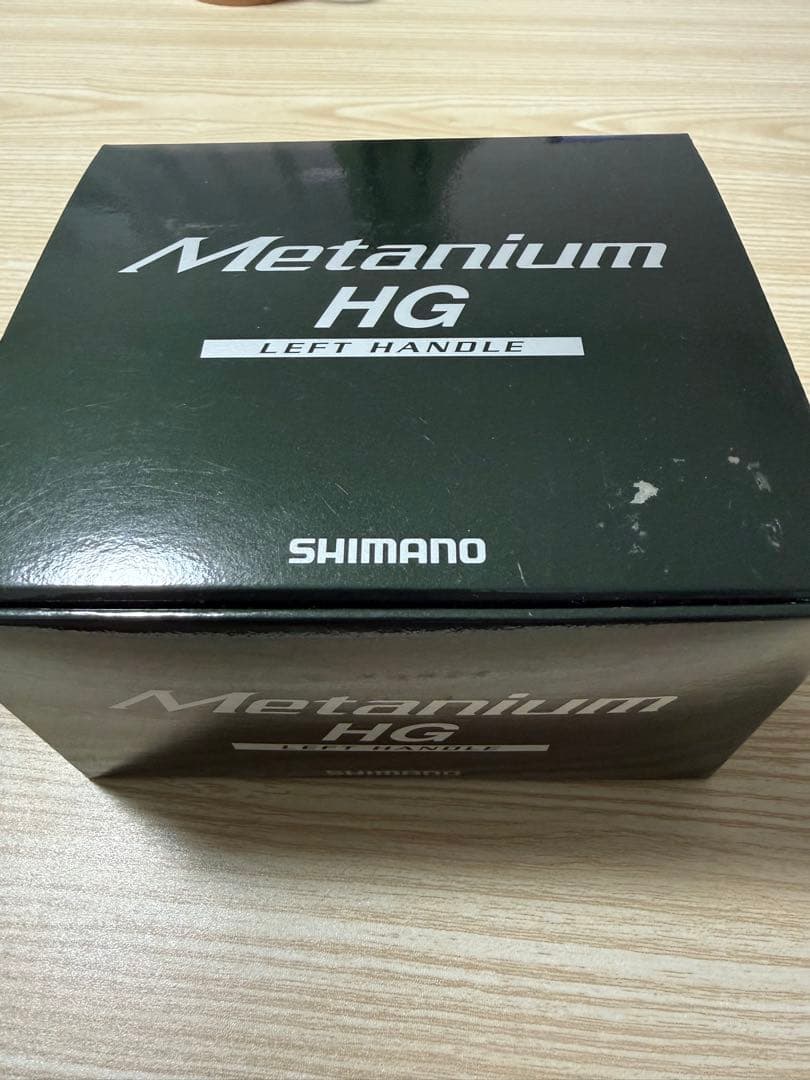 Metanium
HG
LEFT HANDLE
SHIMANO
Metanium
HG
LEFT HANDLE
SHIMANO